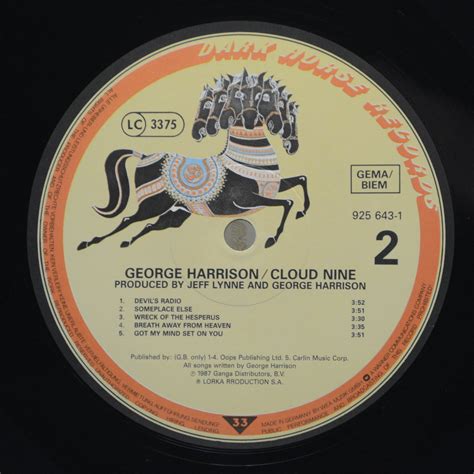 DARK HORSE RECORDS
LC 3375
GEMA/
BIEM
925 643-1
2
GEORGE HARRISON/CLOUD NINE
PRODUCED BY JEFF LYNNE AND GEORGE HARRISON
1. DEVIL'S RADIO 3:52
2. SOMEPLACE ELSE 3:51
3. WRECK OF THE HESPERUS 3:30
4. BREATH AWAY FROM HEAVEN 3:35
5. GOT MY MIND SET ON YOU 3:51
Published by: (G.B. only) 1-4. Oops Publishing Ltd. 5. Carlin Music Corp.
All songs written by George Harrison
℗ 1987 Ganga Distributors, B.V.
® LORKA RRODUCTION S.A.
33
MADE IN GERMANY